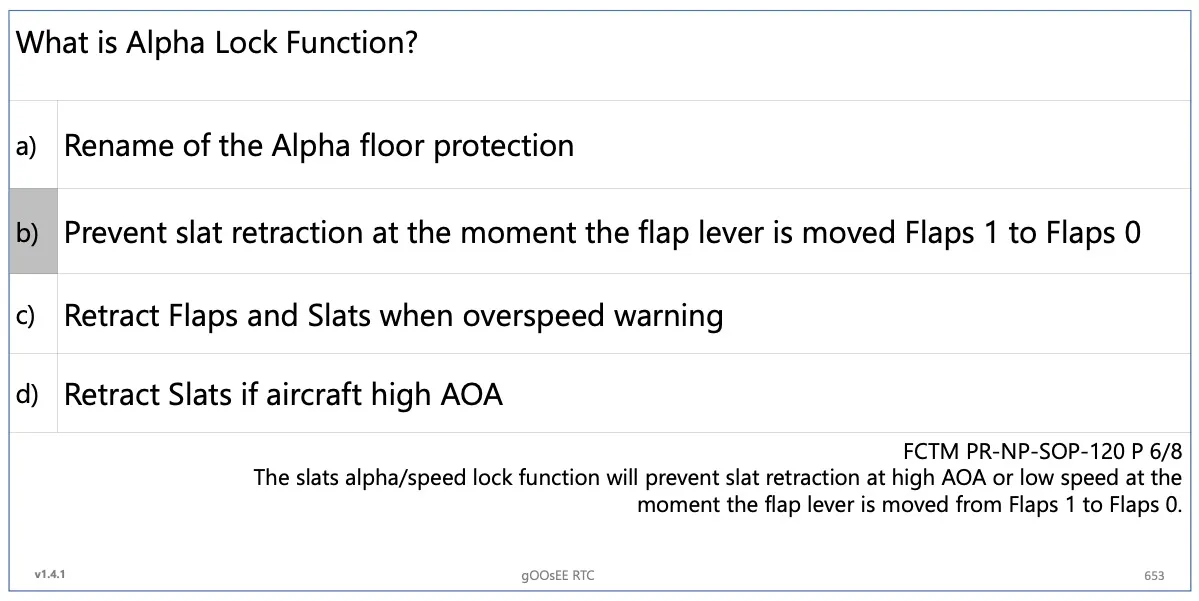 What is Alpha Lock Function?
a) Rename of the Alpha floor protection
b) Prevent slat retraction at the moment the flap lever is moved Flaps 1 to Flaps 0
c) Retract Flaps and Slats when overspeed warning
d) Retract Slats if aircraft high AOA
FCTM PR-NP-SOP-120 P 6/8
The slats alpha/speed lock function will prevent slat retraction at high AOA or low speed at the
moment the flap lever is moved from Flaps 1 to Flaps 0.
v1.4.1 gOOsEE RTC 653